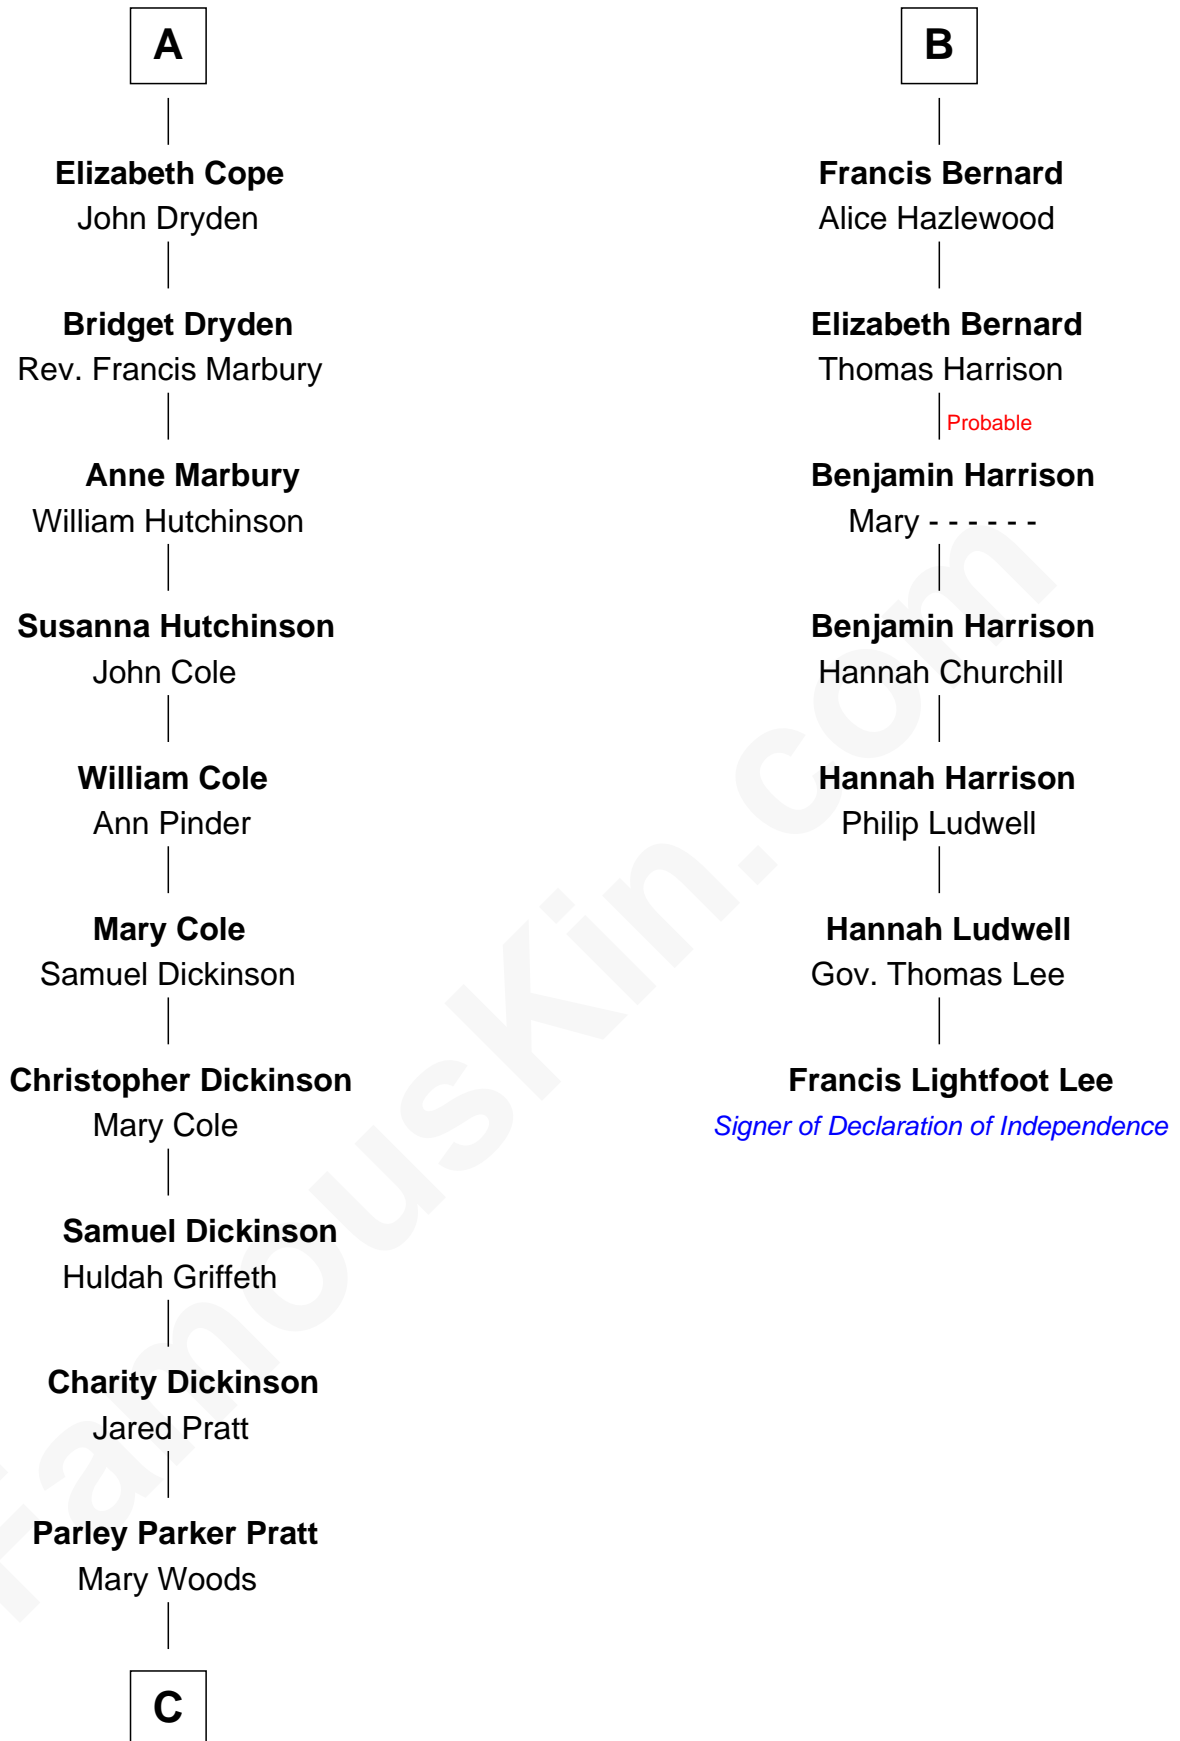 A
Elizabeth Cope
John Dryden
Bridget Dryden
Rev. Francis Marbury
Anne Marbury
William Hutchinson
Susanna Hutchinson
John Cole
William Cole
Ann Pinder
Mary Cole
Samuel Dickinson
Christopher Dickinson
Mary Cole
Samuel Dickinson
Huldah Griffeth
Charity Dickinson
Jared Pratt
Parley Parker Pratt
Mary Woods
C
B
Francis Bernard
Alice Hazlewood
Elizabeth Bernard
Thomas Harrison
Probable
Benjamin Harrison
Mary - - - - - -
Benjamin Harrison
Hannah Churchill
Hannah Harrison
Philip Ludwell
Hannah Ludwell
Gov. Thomas Lee
Francis Lightfoot Lee
Signer of Declaration of Independence
FamousKin.com